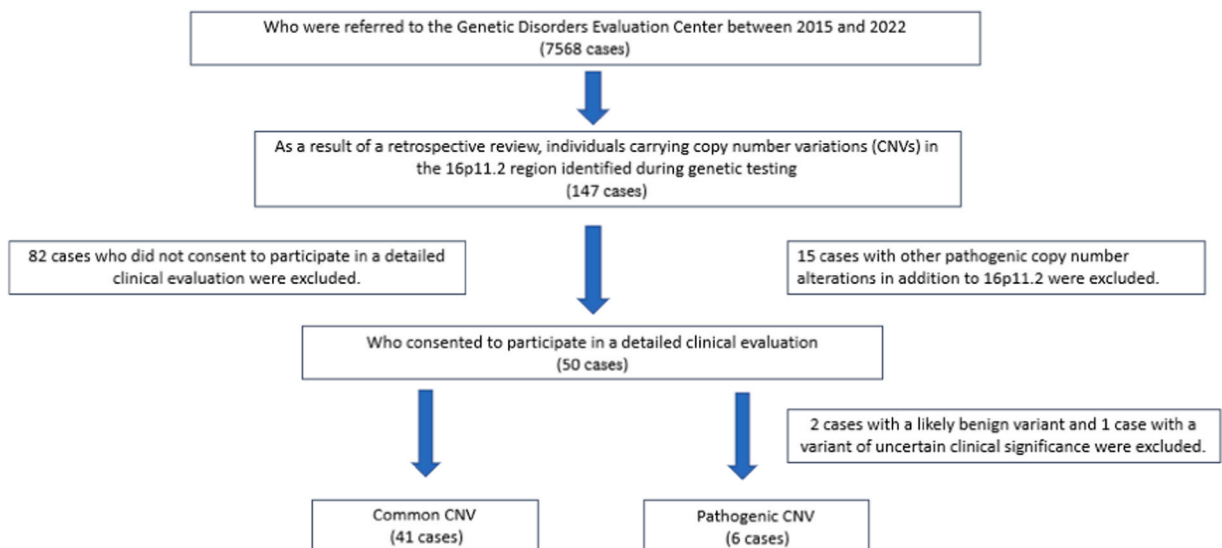 Who were referred to the Genetic Disorders Evaluation Center between 2015 and 2022
(7568 cases)
As a result of a retrospective review, individuals carrying copy number variations (CNVs) in
the 16p11.2 region identified during genetic testing
(147 cases)
82 cases who did not consent to participate in a detailed
clinical evaluation were excluded.
15 cases with other pathogenic copy number
alterations in addition to 16p11.2 were excluded.
Who consented to participate in a detailed clinical evaluation
(50 cases)
2 cases with a likely benign variant and 1 case with a
variant of uncertain clinical significance were excluded.
Common CNV
(41 cases)
Pathogenic CNV
(6 cases)